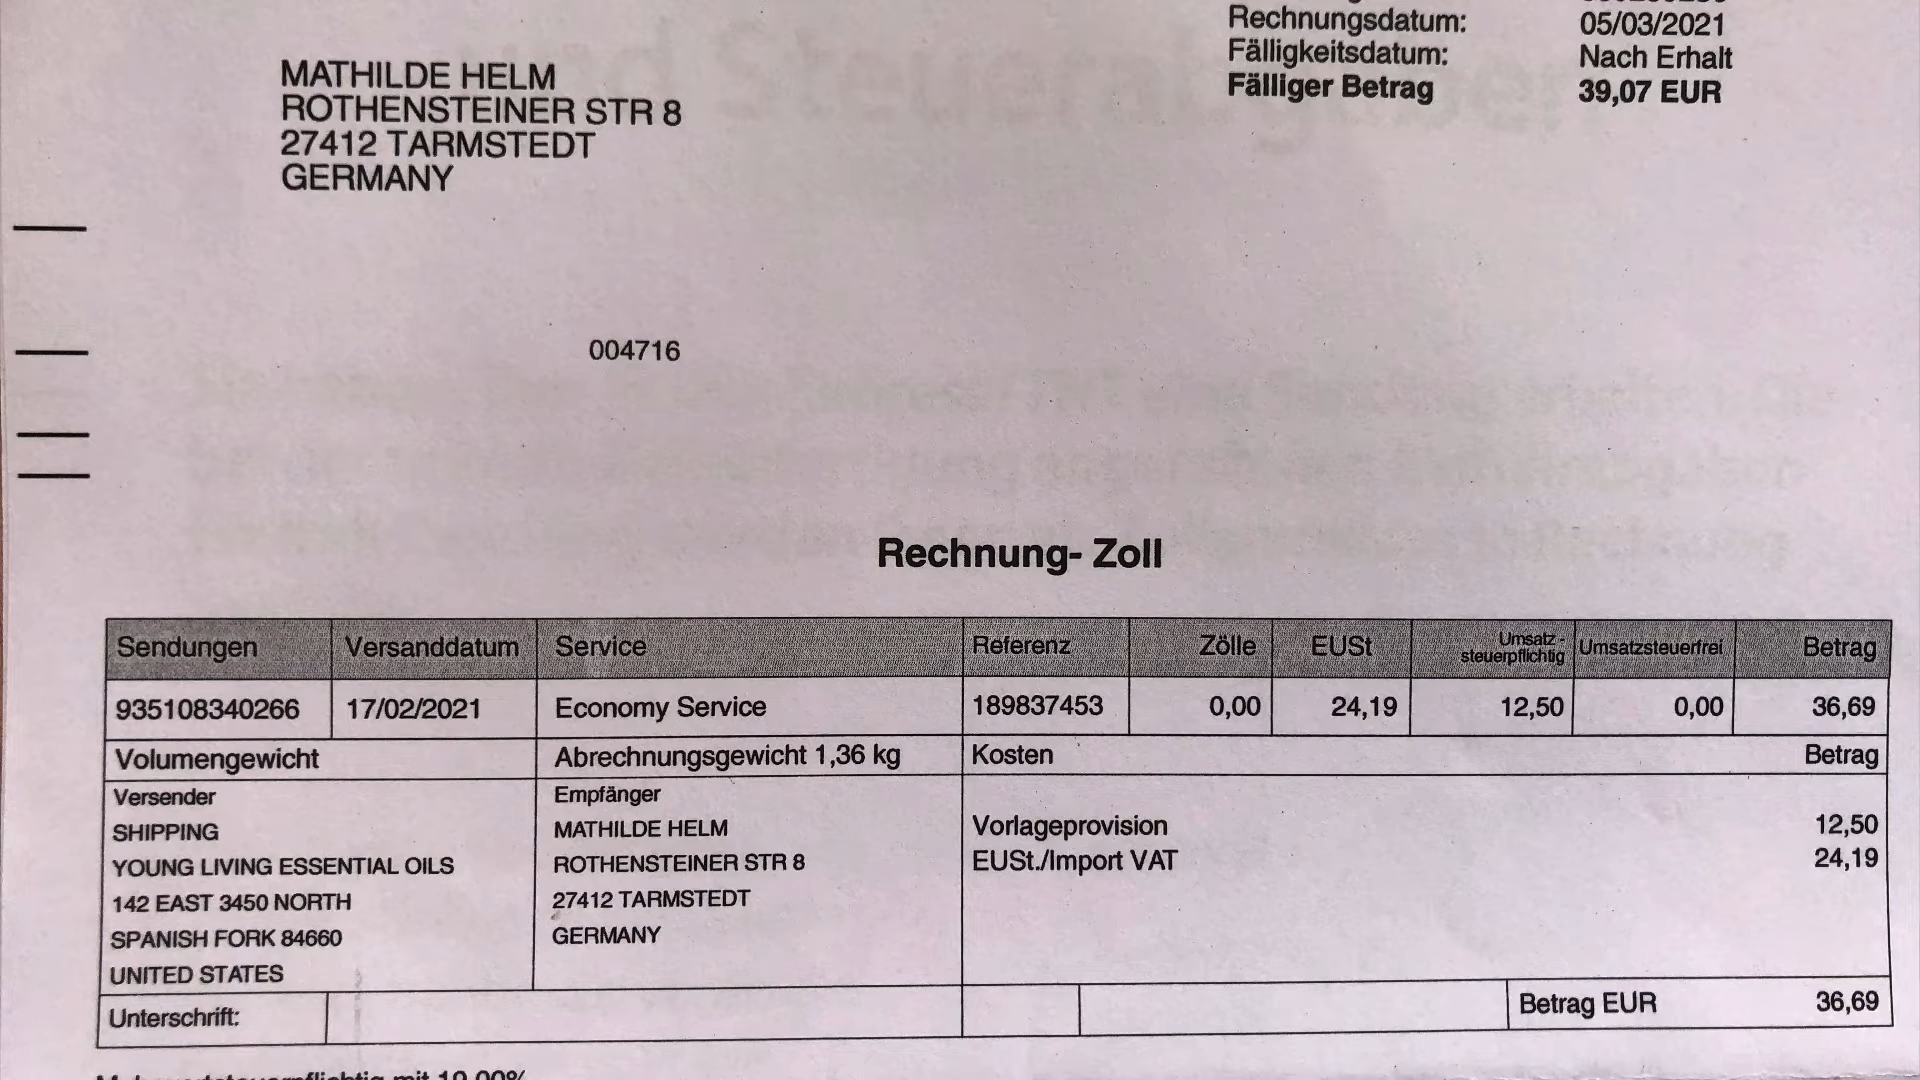 Rechnungsdatum: 05/03/2021
Fälligkeitsdatum: Nach Erhalt
Fälliger Betrag 39,07 EUR
MATHILDE HELM
ROTHENSTEINER STR 8
27412 TARMSTEDT
GERMANY
004716
Rechnung- Zoll
Sendungen Versanddatum Service Referenz Zölle EUSt Umsatz-steuerpflichtig Umsatzsteuerfrei Betrag
935108340266 17/02/2021 Economy Service 189837453 0,00 24,19 12,50 0,00 36,69
Volumengewicht Abrechnungsgewicht 1,36 kg Kosten Betrag
Versender
SHIPPING
YOUNG LIVING ESSENTIAL OILS
142 EAST 3450 NORTH
SPANISH FORK 84660
UNITED STATES
Empfänger
MATHILDE HELM
ROTHENSTEINER STR 8
27412 TARMSTEDT
GERMANY
Vorlageprovision 12,50
EUSt./Import VAT 24,19
Unterschrift: Betrag EUR 36,69